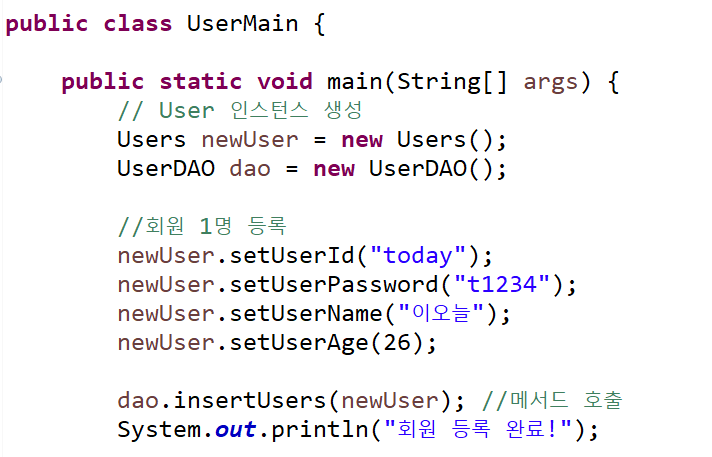 public class UserMain {
public static void main(String[] args) {
// User 인스턴스 생성
Users newUser = new Users();
UserDAO dao = new UserDAO();
//회원 1명 등록
newUser.setUserId("today");
newUser.setUserPassword("t1234");
newUser.setUserName("이오늘");
newUser.setUserAge(26);
dao.insertUsers(newUser); //메서드 호출
System.out.println("회원 등록 완료!");